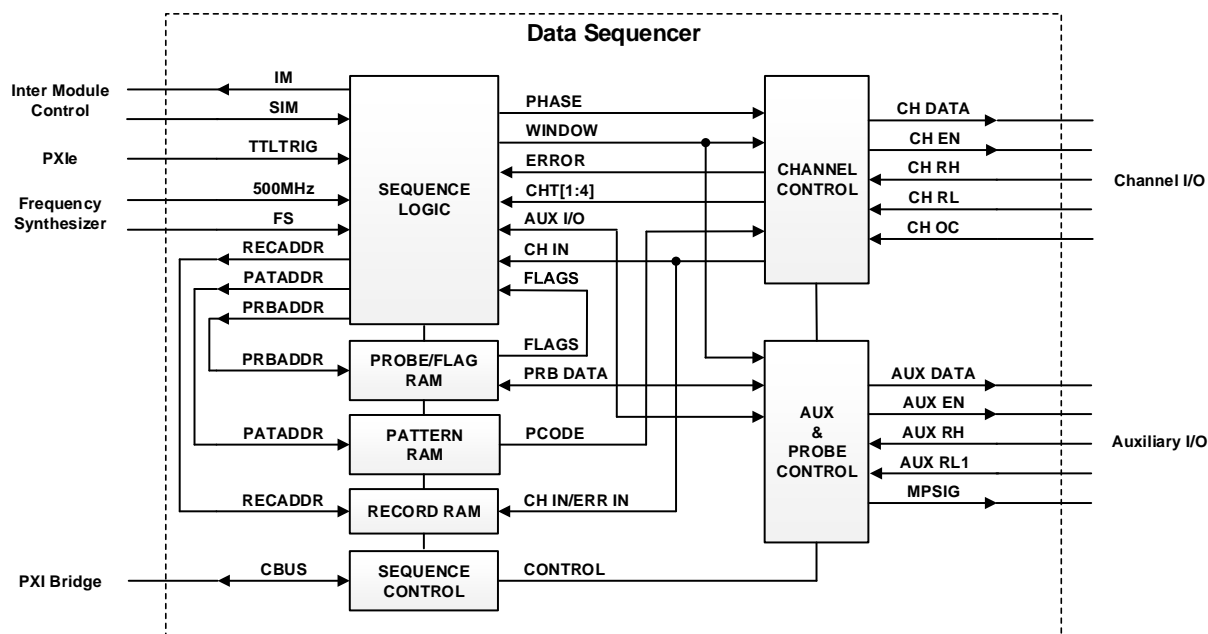 Data Sequencer
Inter Module
Control
PXIe
Frequency
Synthesizer
PXI Bridge
IM
SIM
TTLTRIG
500MHz
FS
RECADDR
PATADDR
PRBADDR
PRBADDR
PATADDR
RECADDR
CBUS
SEQUENCE
LOGIC
PROBE/FLAG
RAM
PATTERN
RAM
RECORD RAM
SEQUENCE
CONTROL
PHASE
WINDOW
ERROR
CHT[1:4]
AUX I/O
CH IN
FLAGS
FLAGS
PRB DATA
PCODE
CH IN/ERR IN
CONTROL
CHANNEL
CONTROL
AUX
&
PROBE
CONTROL
CH DATA
CH EN
CH RH
CH RL
CH OC
AUX DATA
AUX EN
AUX RH
AUX RL1
MPSIG
Channel I/O
Auxiliary I/O